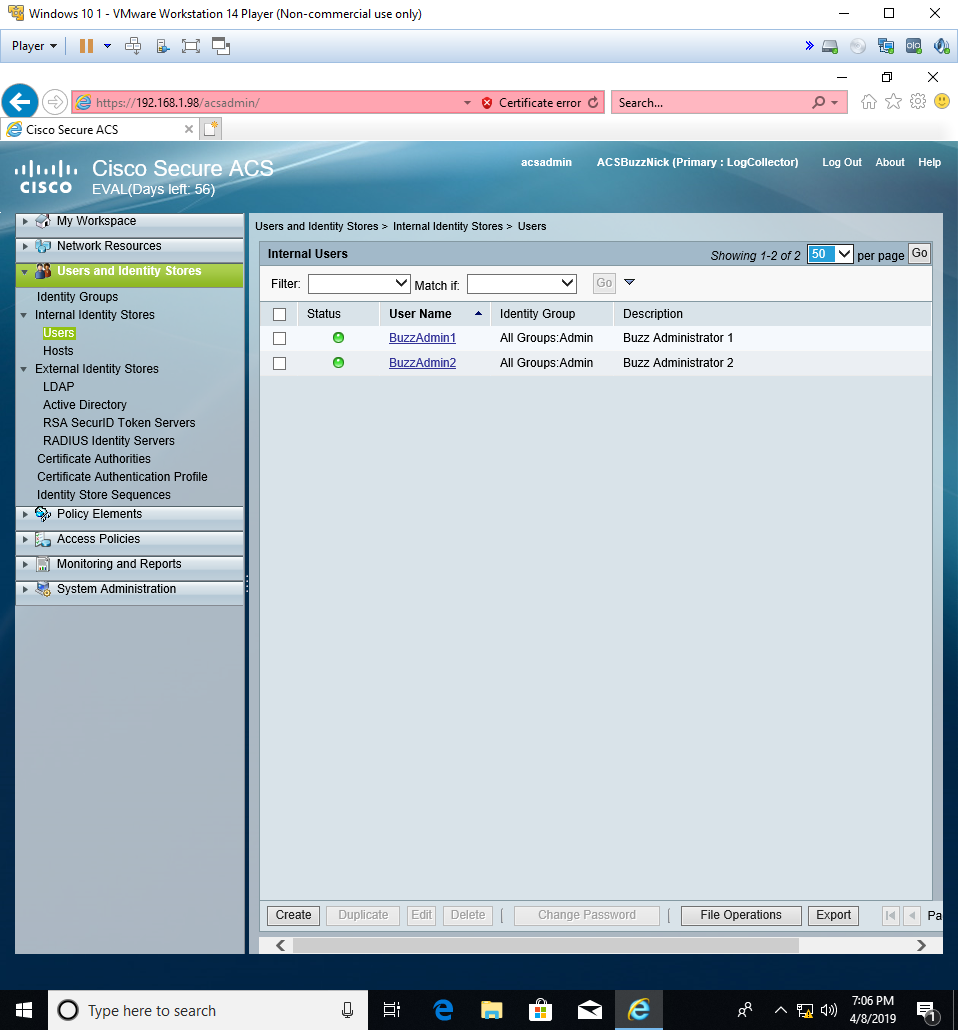 Windows 10 1 - VMware Workstation 14 Player (Non-commercial use only)
Player
https://192.168.1.98/acsadmin/ Certificate error Search...
Cisco Secure ACS
CISCO Cisco Secure ACS
EVAL(Days left: 56)
acsadmin ACSBuzzNick (Primary : LogCollector) Log Out About Help
My Workspace
Network Resources
Users and Identity Stores
Identity Groups
Internal Identity Stores
Users
Hosts
External Identity Stores
LDAP
Active Directory
RSA SecurID Token Servers
RADIUS Identity Servers
Certificate Authorities
Certificate Authentication Profile
Identity Store Sequences
Policy Elements
Access Policies
Monitoring and Reports
System Administration
Users and Identity Stores > Internal Identity Stores > Users
Internal Users Showing 1-2 of 2 50 per page Go
Filter: Match if: Go
Status User Name Identity Group Description
BuzzAdmin1 All Groups:Admin Buzz Administrator 1
BuzzAdmin2 All Groups:Admin Buzz Administrator 2
Create Duplicate Edit Delete | Change Password | File Operations Export Pa
Type here to search
7:06 PM
4/8/2019
1